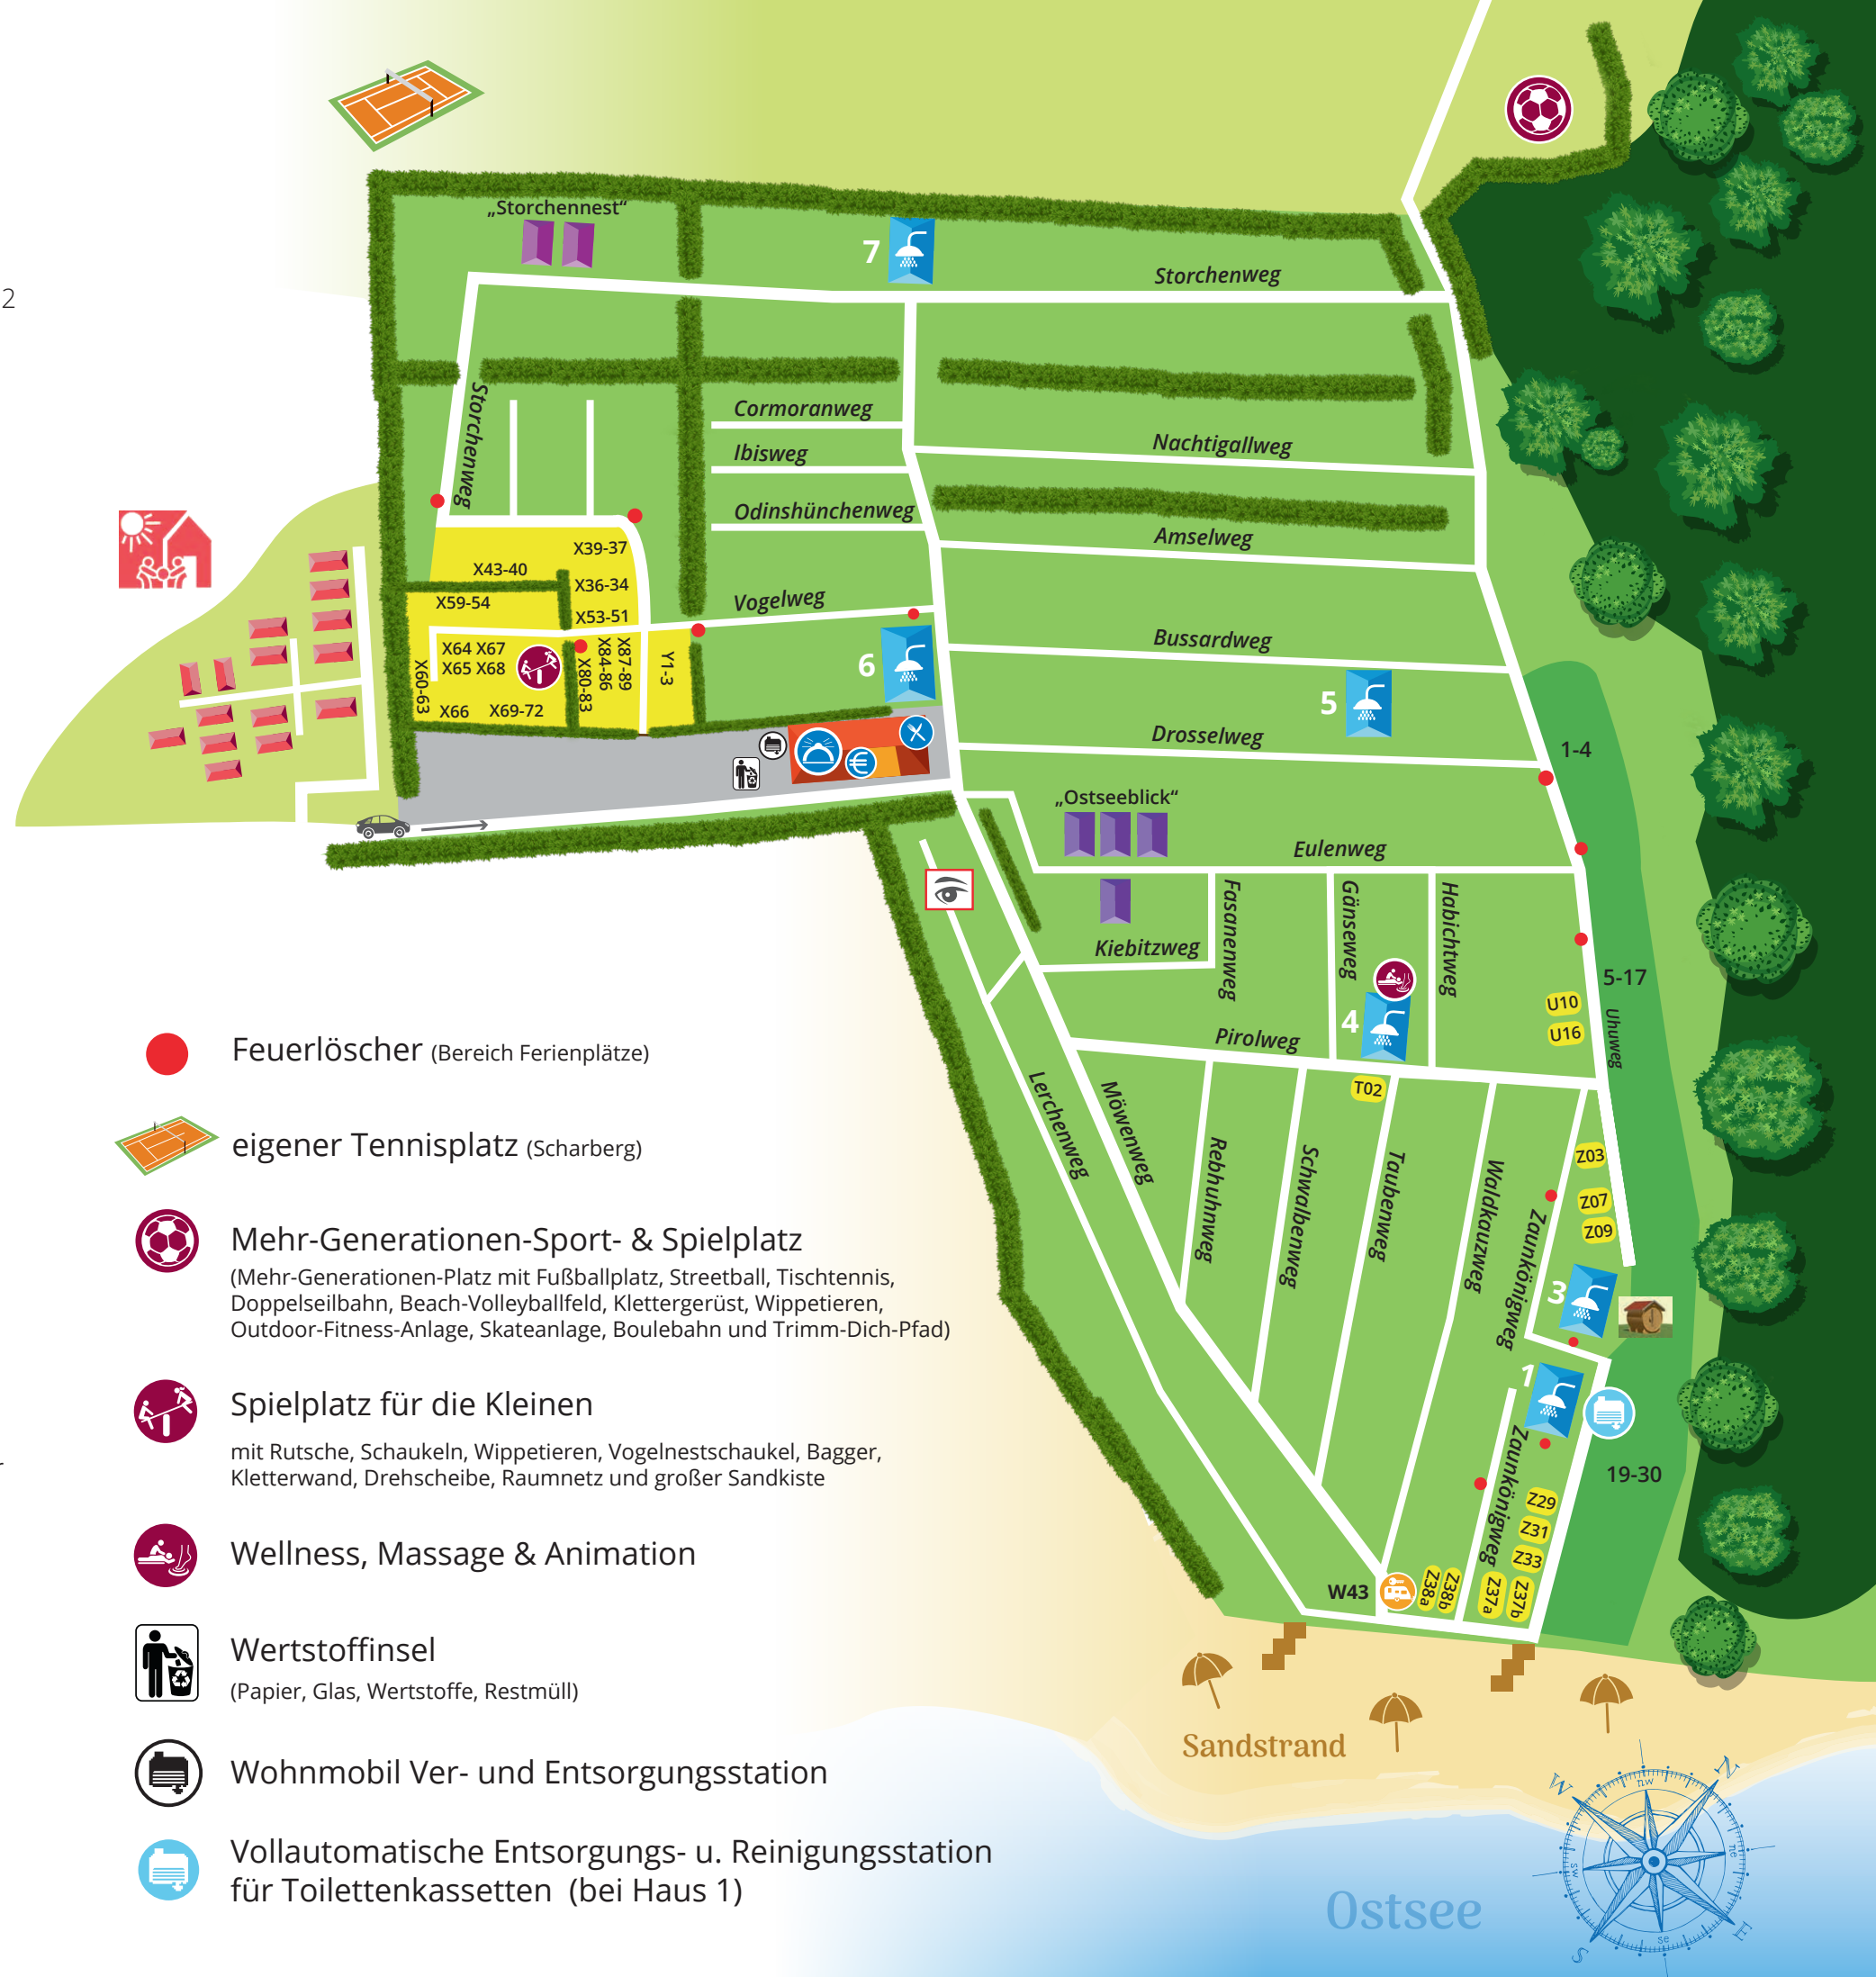 2
„Storchennest“
7
Storchenweg
Storchenweg
Cormoranweg
Ibisweg
Odinshünchenweg
Nachtigallweg
Amselweg
X39-37
X43-40
X36-34
X59-54
X53-51
Vogelweg
X64 X67
X65 X68
X60-63
X66
X69-72
X80-83
X84-86
X87-89
Y1-3
6
Bussardweg
5
Drosselweg
1-4
„Ostseeblick“
Eulenweg
Fasanenweg
Gänseweg
Habichtweg
Kiebitzweg
5-17
U10
U16
Uhuweg
4
Pirolweg
T02
Lerchenweg
Möwenweg
Rebhuhnweg
Schwalbenweg
Taubenweg
Waldkauzweg
Zaunkönigweg
Z03
Z07
Z09
3
1
Zaunkönigweg
19-30
Z29
Z31
Z33
Z37a
Z37b
W43
Z38a
Z38b
Feuerlöscher (Bereich Ferienplätze)
eigener Tennisplatz (Scharberg)
Mehr-Generationen-Sport- & Spielplatz
(Mehr-Generationen-Platz mit Fußballplatz, Streetball, Tischtennis,
Doppelseilbahn, Beach-Volleyballfeld, Klettergerüst, Wippetieren,
Outdoor-Fitness-Anlage, Skateanlage, Boulebahn und Trimm-Dich-Pfad)
Spielplatz für die Kleinen
mit Rutsche, Schaukeln, Wippetieren, Vogelnestschaukel, Bagger,
Kletterwand, Drehscheibe, Raumnetz und großer Sandkiste
Wellness, Massage & Animation
Wertstoffinsel
(Papier, Glas, Wertstoffe, Restmüll)
Wohnmobil Ver- und Entsorgungsstation
Vollautomatische Entsorgungs- u. Reinigungsstation
für Toilettenkassetten (bei Haus 1)
Sandstrand
Ostsee
W
nw
N
ne
E
se
S
sw
€